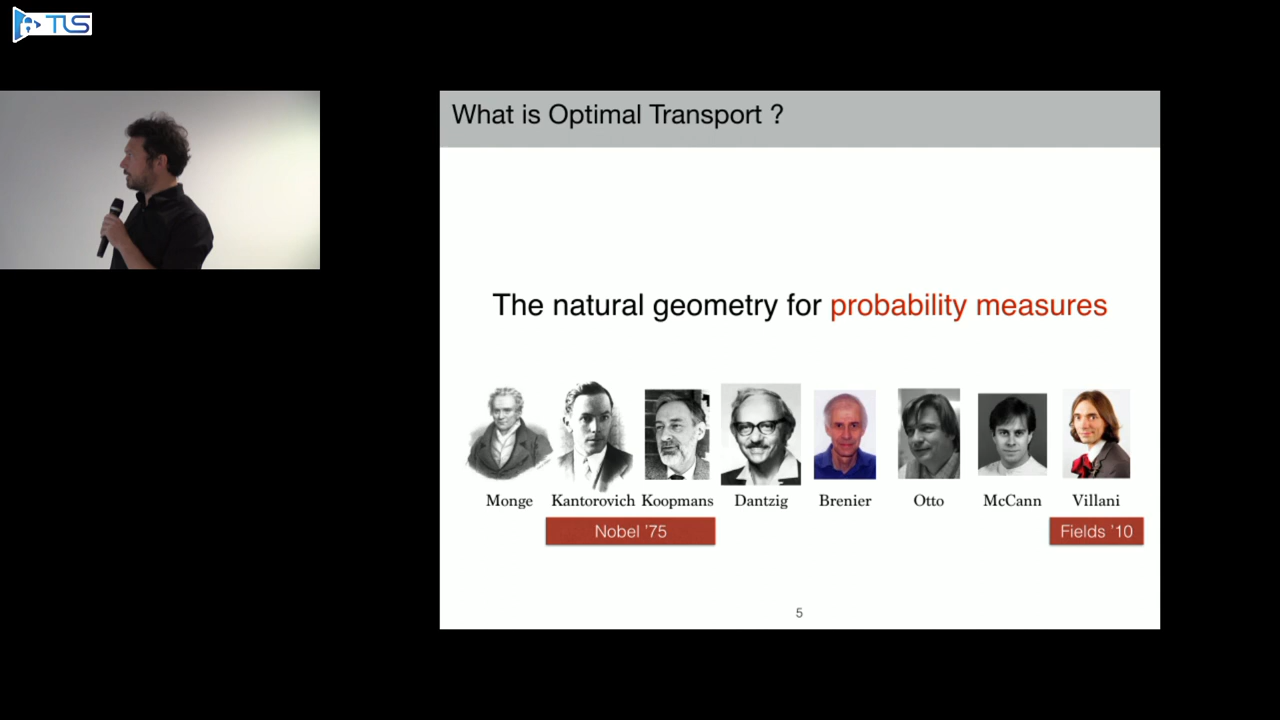 TLS
What is Optimal Transport ?
The natural geometry for probability measures
Monge Kantorovich Koopmans Dantzig Brenier Otto McCann Villani
Nobel ’75 Fields ’10
5